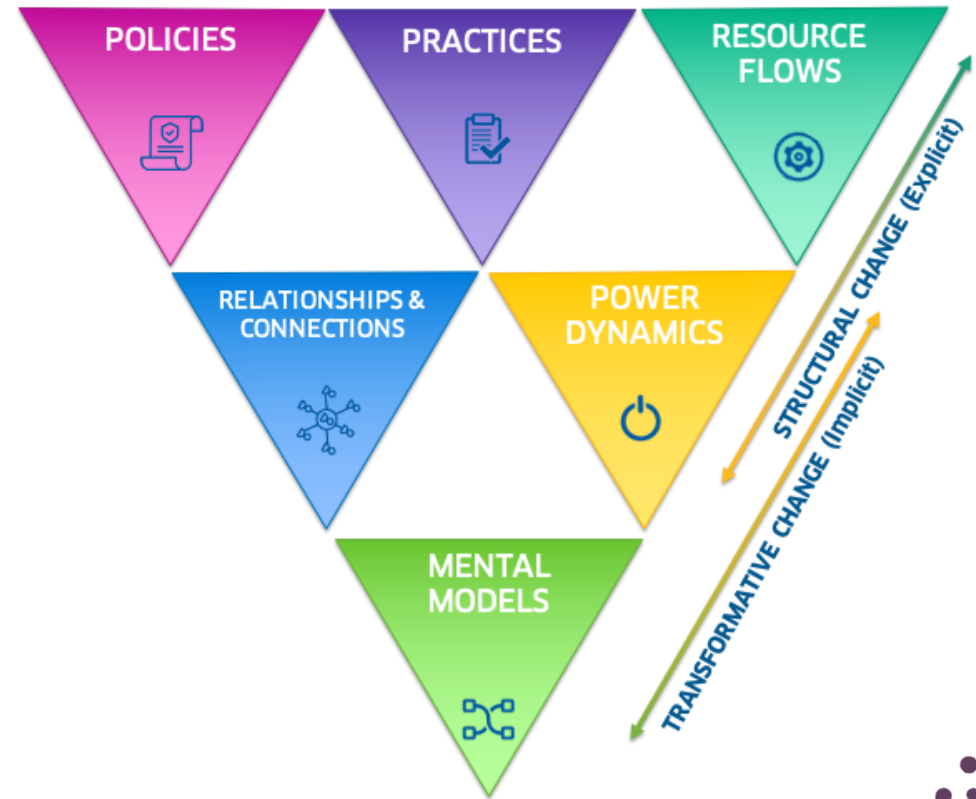 POLICIES
PRACTICES
RESOURCE
FLOWS
RELATIONSHIPS &
CONNECTIONS
POWER
DYNAMICS
MENTAL
MODELS
STRUCTURAL CHANGE (Explicit)
TRANSFORMATIVE CHANGE (Implicit)